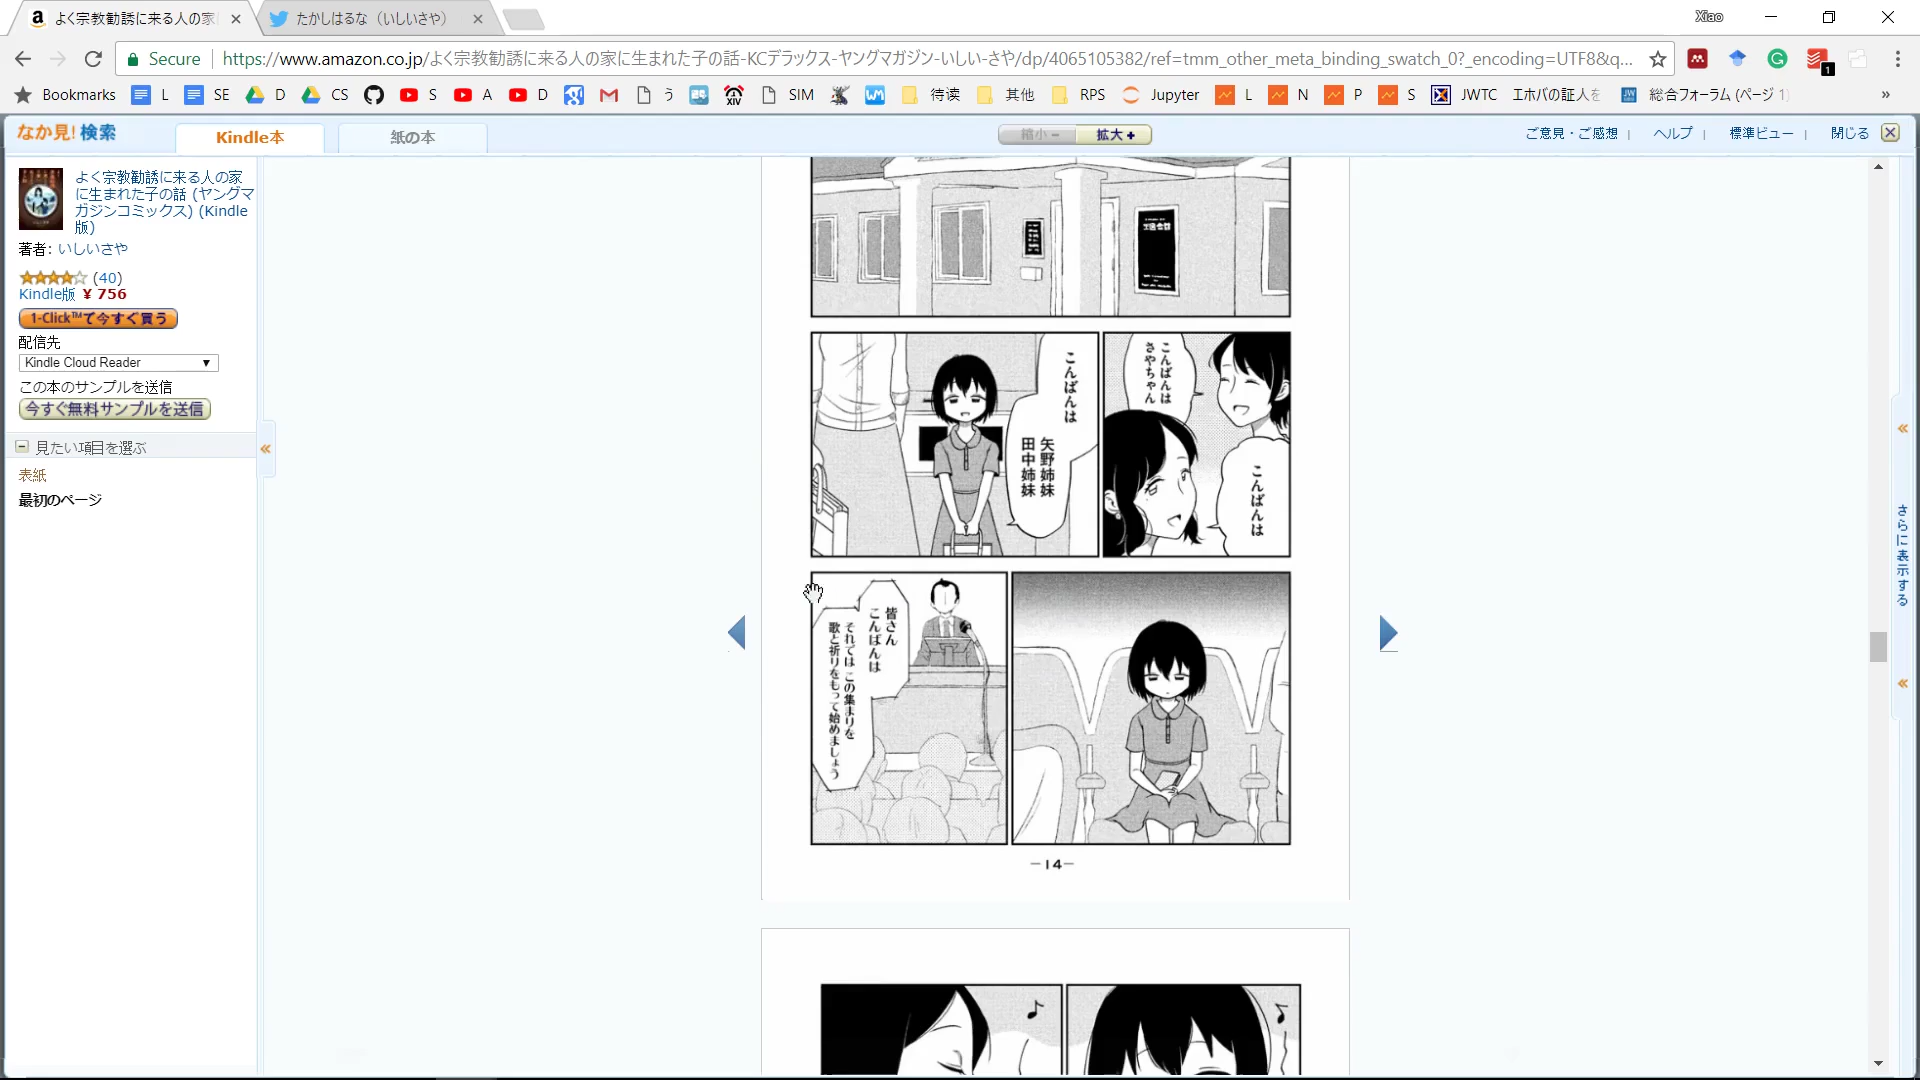 よく宗教勧誘に来る人の家に
たかしはるな（いしいさや）
Xiao
Secure
https://www.amazon.co.jp/よく宗教勧誘に来る人の家に生まれた子の話-KCデラックス-ヤングマガジン-いしい-さや/dp/4065105382/ref=tmm_other_meta_binding_swatch_0?_encoding=UTF8&q...
1
Bookmarks L SE D CS S A D う SIM 待读 其他 RPS Jupyter L N P S JWTC エホバの証人を 総合フォーラム (ページ 1) »
なか見!検索
Kindle本
紙の本
縮小 −
拡大 +
ご意見・ご感想 | ヘルプ | 標準ビュー | 閉じる
よく宗教勧誘に来る人の家
に生まれた子の話 (ヤングマ
ガジンコミックス) (Kindle
版)
著者: いしいさや
(40)
Kindle版 ¥ 756
1-Click™で今すぐ買う
配信先
Kindle Cloud Reader
この本のサンプルを送信
今すぐ無料サンプルを送信
見たい項目を選ぶ
表紙
最初のページ
王国会館
こんばんは
さやちゃん
こんばんは
こんばんは
矢野姉妹
田中姉妹
皆さん
こんばんは
それでは この集まりを
歌と祈りをもって始めましょう
－14－
さらに表示する